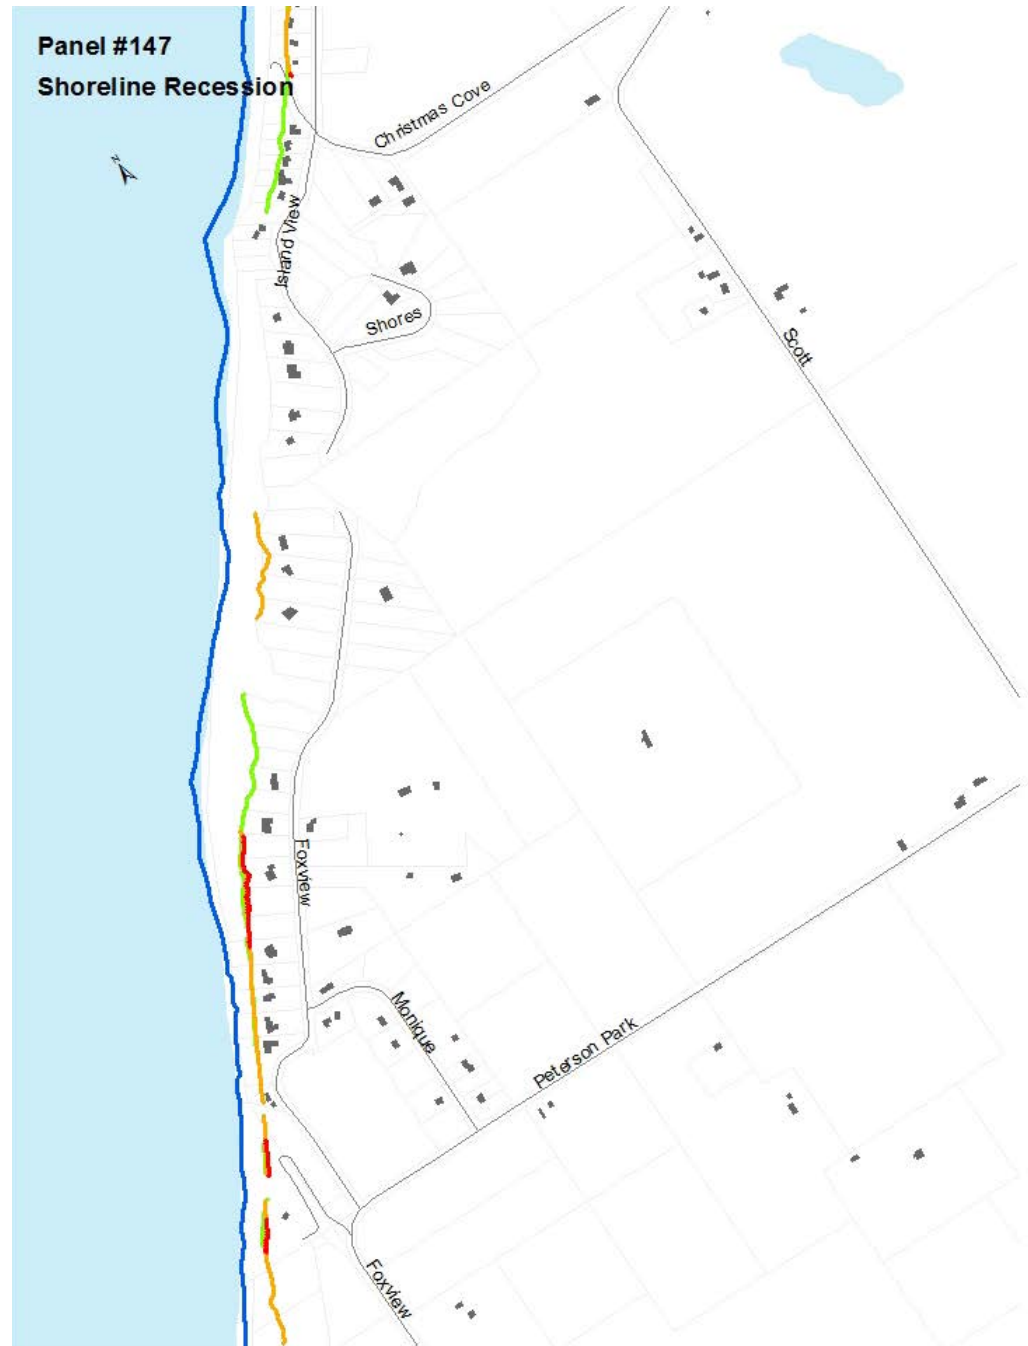 Panel #147
Shoreline Recession
Christmas Cove
Island View
Shores
Scott
Foxview
Monique
Peterson Park
Foxview